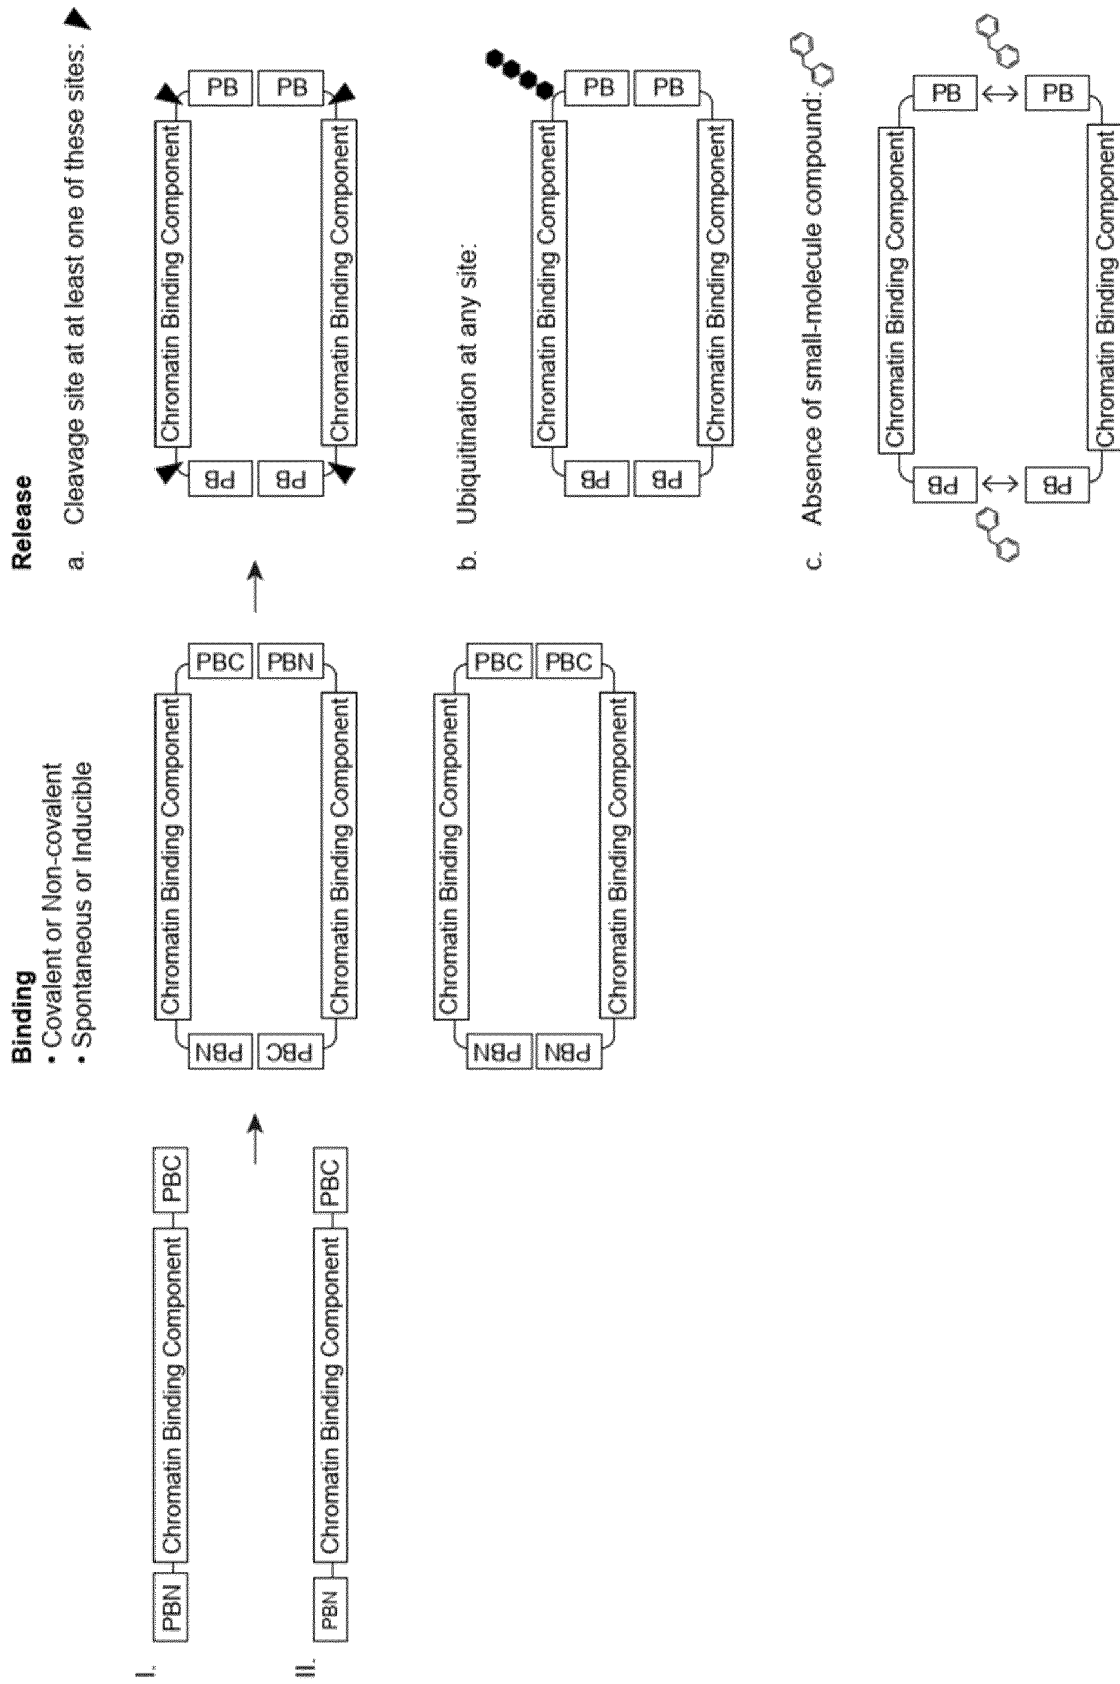 I.
PBN
Chromatin Binding Component
PBC
II.
PBN
Chromatin Binding Component
PBC
Binding
• Covalent or Non-covalent
• Spontaneous or Inducible
Chromatin Binding Component
PBN
PBC
PBC
PBN
Chromatin Binding Component
Chromatin Binding Component
PBN
PBC
PBN
PBC
Chromatin Binding Component
Release
a. Cleavage site at at least one of these sites:
Chromatin Binding Component
PB
PB
PB
PB
Chromatin Binding Component
b. Ubiquitination at any site:
Chromatin Binding Component
PB
PB
PB
PB
Chromatin Binding Component
c. Absence of small-molecule compound:
Chromatin Binding Component
PB
PB
PB
PB
Chromatin Binding Component